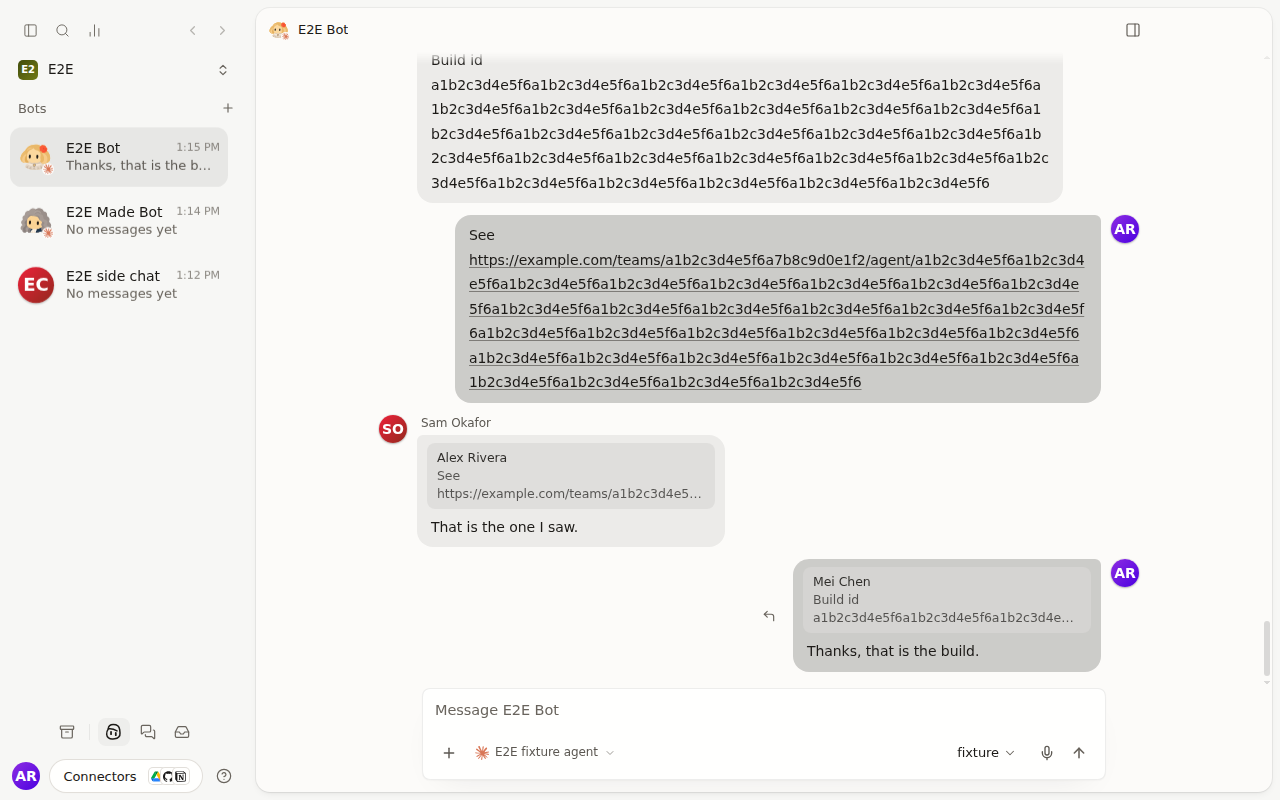 E2E Bot
E2 E2E
Bots
E2E Bot 1:15 PM
Thanks, that is the b…
E2E Made Bot 1:14 PM
No messages yet
EC E2E side chat 1:12 PM
No messages yet
AR Connectors
Build id
a1b2c3d4e5f6a1b2c3d4e5f6a1b2c3d4e5f6a1b2c3d4e5f6a1b2c3d4e5f6a1b2c3d4e5f6a
1b2c3d4e5f6a1b2c3d4e5f6a1b2c3d4e5f6a1b2c3d4e5f6a1b2c3d4e5f6a1b2c3d4e5f6a1
b2c3d4e5f6a1b2c3d4e5f6a1b2c3d4e5f6a1b2c3d4e5f6a1b2c3d4e5f6a1b2c3d4e5f6a1b
2c3d4e5f6a1b2c3d4e5f6a1b2c3d4e5f6a1b2c3d4e5f6a1b2c3d4e5f6a1b2c3d4e5f6a1b2c
3d4e5f6a1b2c3d4e5f6a1b2c3d4e5f6a1b2c3d4e5f6a1b2c3d4e5f6a1b2c3d4e5f6
AR
See
https://example.com/teams/a1b2c3d4e5f6a7b8c9d0e1f2/agent/a1b2c3d4e5f6a1b2c3d4
e5f6a1b2c3d4e5f6a1b2c3d4e5f6a1b2c3d4e5f6a1b2c3d4e5f6a1b2c3d4e5f6a1b2c3d4e
5f6a1b2c3d4e5f6a1b2c3d4e5f6a1b2c3d4e5f6a1b2c3d4e5f6a1b2c3d4e5f6a1b2c3d4e5f
6a1b2c3d4e5f6a1b2c3d4e5f6a1b2c3d4e5f6a1b2c3d4e5f6a1b2c3d4e5f6a1b2c3d4e5f6
a1b2c3d4e5f6a1b2c3d4e5f6a1b2c3d4e5f6a1b2c3d4e5f6a1b2c3d4e5f6a1b2c3d4e5f6a
1b2c3d4e5f6a1b2c3d4e5f6a1b2c3d4e5f6a1b2c3d4e5f6
Sam Okafor
SO
Alex Rivera
See
https://example.com/teams/a1b2c3d4e5…
That is the one I saw.
AR
Mei Chen
Build id
a1b2c3d4e5f6a1b2c3d4e5f6a1b2c3d4e…
Thanks, that is the build.
Message E2E Bot
E2E fixture agent
fixture